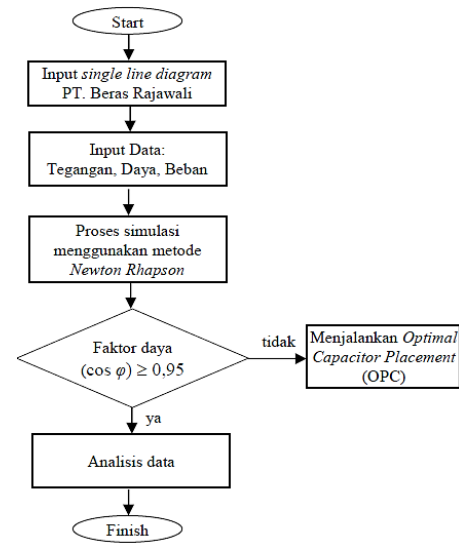 Start
Input single line diagram
PT. Beras Rajawali
Input Data:
Tegangan, Daya, Beban
Proses simulasi
menggunakan metode
Newton Rhapson
Faktor daya
(cos φ) ≥ 0,95
tidak
Menjalankan Optimal
Capacitor Placement
(OPC)
ya
Analisis data
Finish